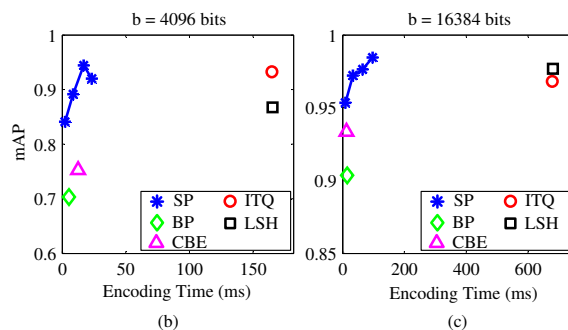 b = 4096 bits
1
0.9
0.8
0.7
0.6
mAP
0 50 100 150
Encoding Time (ms)
SP ITQ
BP LSH
CBE
(b)
b = 16384 bits
1
0.95
0.9
0.85
0 200 400 600
Encoding Time (ms)
SP ITQ
BP LSH
CBE
(c)